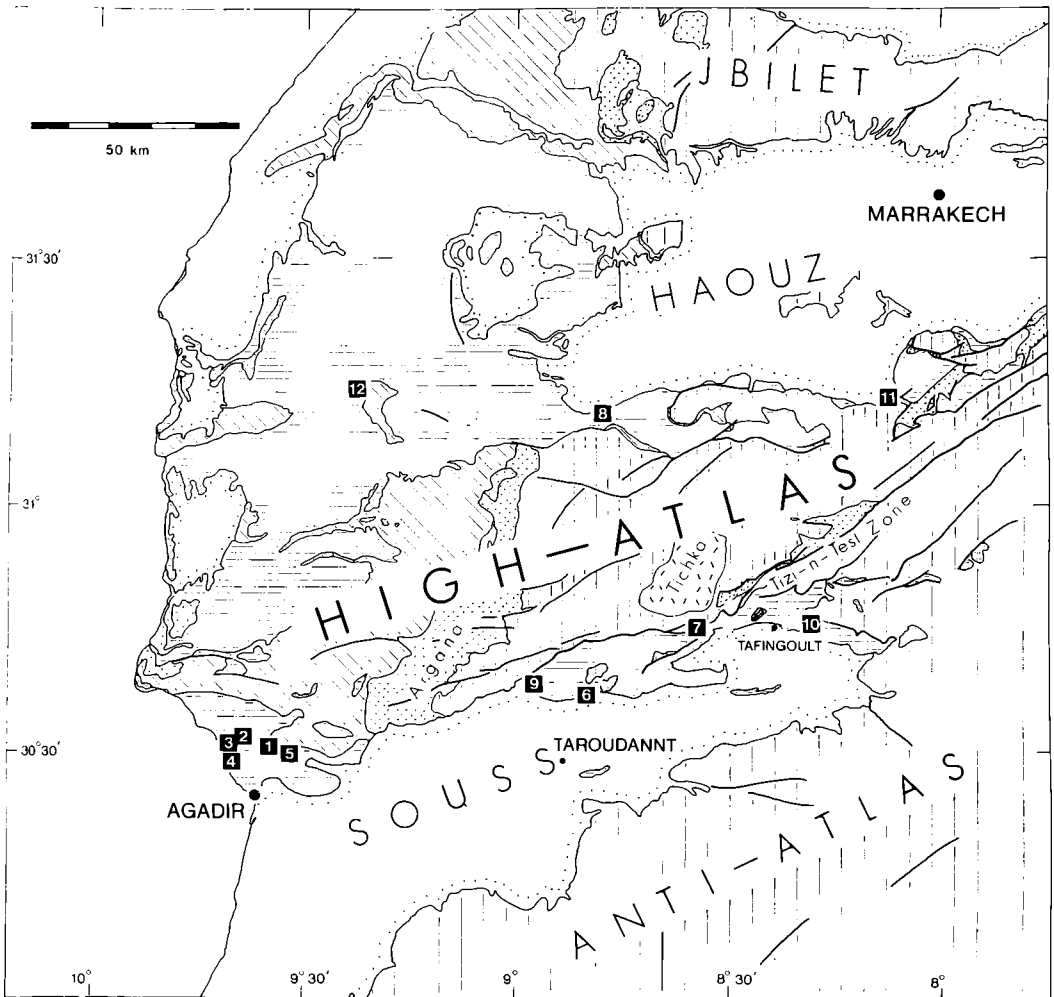 JBILET
50 km
MARRAKECH
31°30'
HAOUZ
12
8
11
HIGH-ATLAS
31°
Tichka
Tizi-n-Test Zone
7
10
TAFINGOULT
Argana
9
6
3
2
1
5
4
30°30'
TAROUDANNT
SOUSS
AGADIR
ANTI-ATLAS
10°
9°30'
9°
8°30'
8°